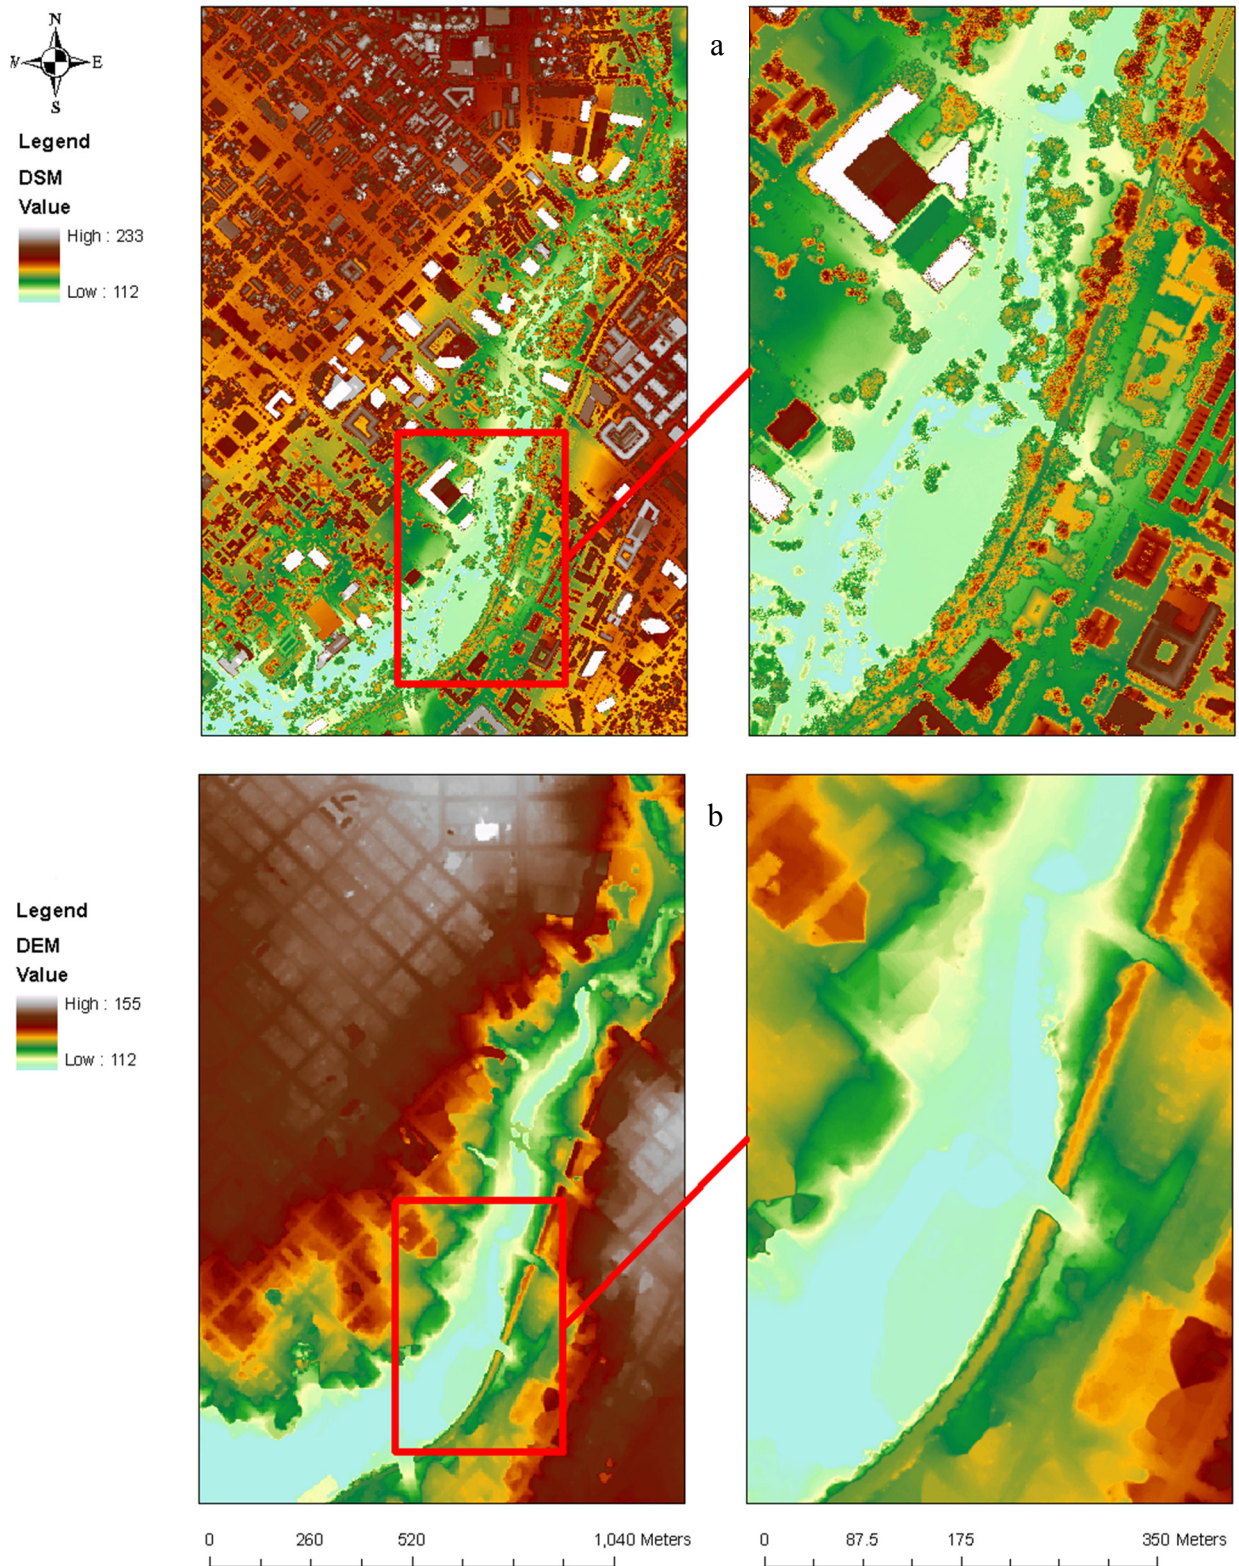 N
W E
S
a
Legend
DSM
Value
High : 233
Low : 112
b
Legend
DEM
Value
High : 155
Low : 112
0 260 520 1,040 Meters
0 87.5 175 350 Meters